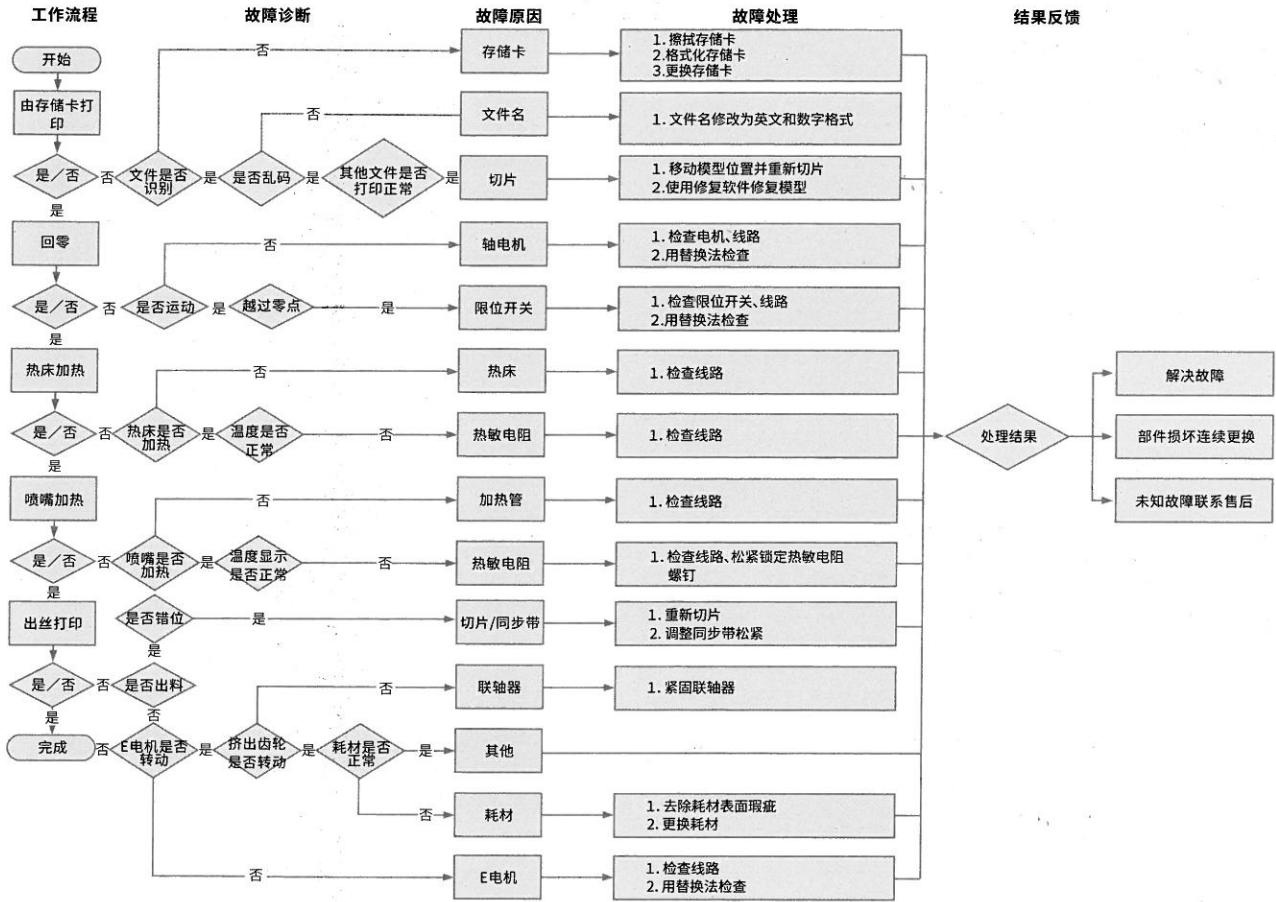 工作流程
故障诊断
故障原因
故障处理
结果反馈
开始
否
存储卡
1. 擦拭存储卡
2.格式化存储卡
3.更换存储卡
由存储卡打
印
否
文件名
1. 文件名修改为英文和数字格式
是／否
否
文件是否
识别
是
是否乱码
是
其他文件是否
打印正常
是
切片
1. 移动模型位置并重新切片
2.使用修复软件修复模型
是
回零
否
轴电机
1. 检查电机、线路
2.用替换法检查
是／否
否
是否运动
是
越过零点
是
限位开关
1. 检查限位开关、线路
2.用替换法检查
是
热床加热
否
热床
1. 检查线路
解决故障
是／否
否
热床是否
加热
是
温度是否
正常
否
热敏电阻
1. 检查线路
处理结果
部件损坏连续更换
是
喷嘴加热
否
加热管
1. 检查线路
未知故障联系售后
是／否
否
喷嘴是否
加热
是
温度显示
是否正常
否
热敏电阻
1. 检查线路、松紧锁定热敏电阻
螺钉
是
出丝打印
是否错位
是
切片/同步带
1. 重新切片
2. 调整同步带松紧
是
是／否
否
是否出料
否
联轴器
1. 紧固联轴器
是
否
完成
否
E电机是否
转动
是
挤出齿轮
是否转动
是
耗材是否
正常
是
其他
否
耗材
1. 去除耗材表面瑕疵
2. 更换耗材
否
E电机
1. 检查线路
2. 用替换法检查